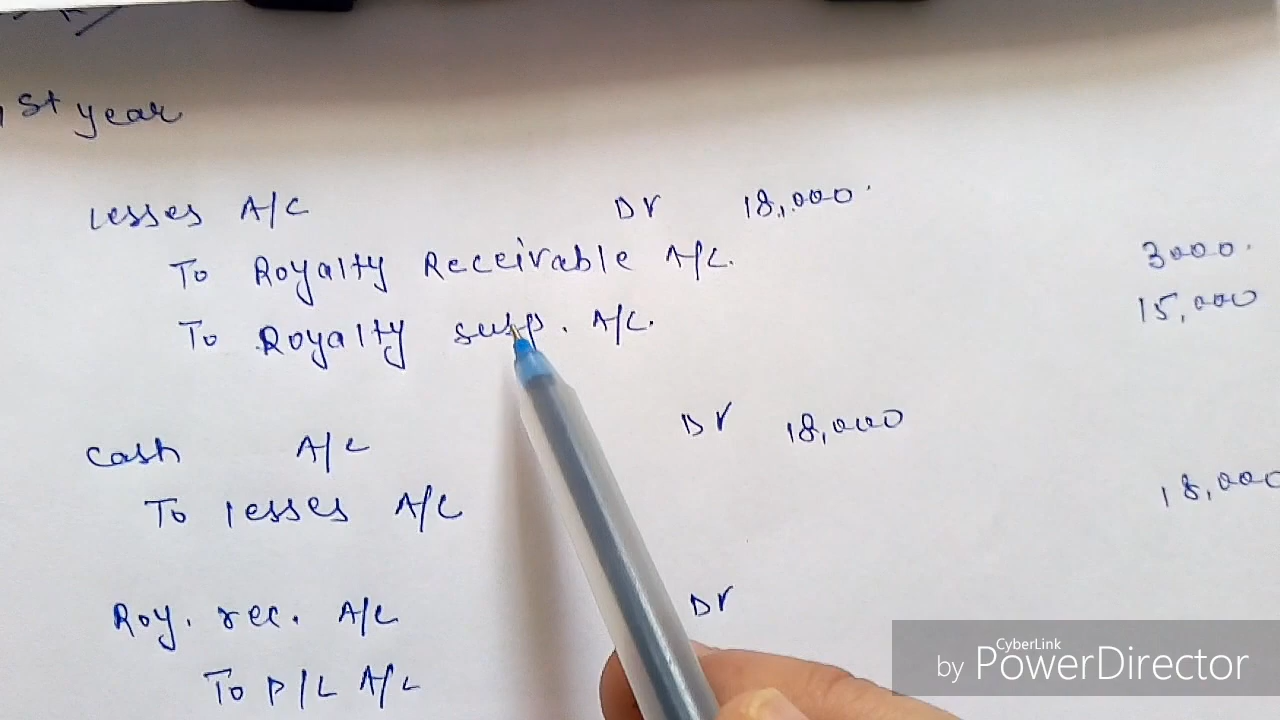 1st year
lesses A/C Dr 18,000.
To Royalty Receivable A/C. 3000.
To Royalty susp. A/C. 15,000
Cash A/C Dr 18,000
To lesses A/C 18,000
Roy. rec. A/C Dr
To P/L A/C
CyberLink
by PowerDirector